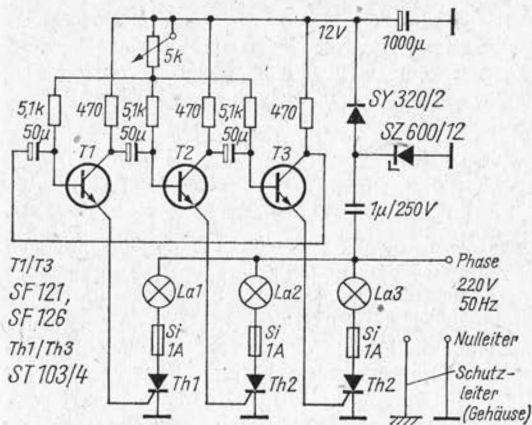 12V
1000µ
5k
5,1k
470
5,1k
470
5,1k
470
SY 320/2
SZ 600/12
50µ
50µ
50µ
T1
T2
T3
1µ/250V
T1/T3
SF 121,
SF 126
Th1/Th3
ST 103/4
La1
La2
La3
Phase
220V
50Hz
Si
1A
Si
1A
Si
1A
Th1
Th2
Th2
Nulleiter
Schutz-
leiter
(Gehäuse)